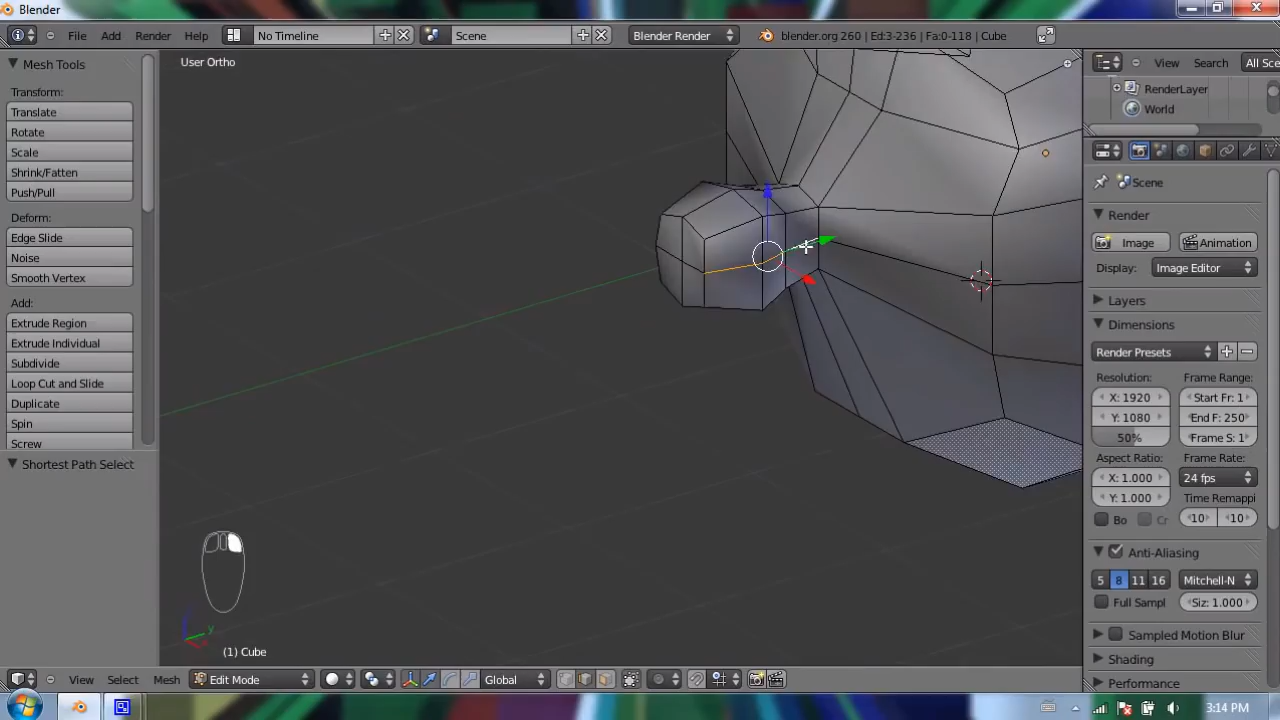 Blender
File Add Render Help No Timeline Scene Blender Render blender.org 260 | Ed:3-236 | Fa:0-118 | Cube
Mesh Tools
Transform:
Translate
Rotate
Scale
Shrink/Fatten
Push/Pull
Deform:
Edge Slide
Noise
Smooth Vertex
Add:
Extrude Region
Extrude Individual
Subdivide
Loop Cut and Slide
Duplicate
Spin
Screw
Shortest Path Select
User Ortho
y
(1) Cube
View Select Mesh Edit Mode Global
View Search All Sce
RenderLayer
World
Scene
Render
Image Animation
Display: Image Editor
Layers
Dimensions
Render Presets
Resolution: Frame Range:
X: 1920 Start Fr: 1
Y: 1080 End F: 250
50% Frame S: 1
Aspect Ratio: Frame Rate:
X: 1.000 24 fps
Y: 1.000 Time Remappi
Bo Cr 10 10
Anti-Aliasing
5 8 11 16 Mitchell-N
Full Sampl Siz: 1.000
Sampled Motion Blur
Shading
Performance
3:14 PM